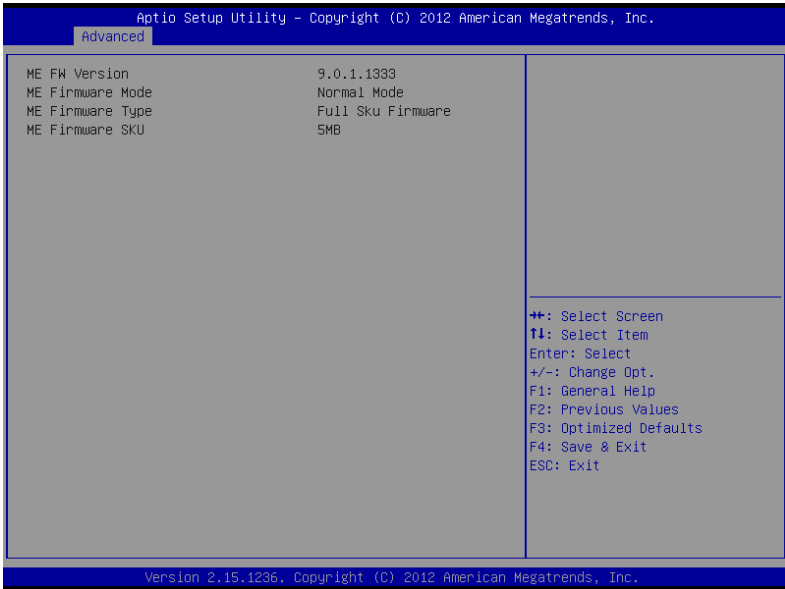 Aptio Setup Utility – Copyright (C) 2012 American Megatrends, Inc.
Advanced
ME FW Version 9.0.1.1333
ME Firmware Mode Normal Mode
ME Firmware Type Full Sku Firmware
ME Firmware SKU 5MB
→←: Select Screen
↑↓: Select Item
Enter: Select
+/-: Change Opt.
F1: General Help
F2: Previous Values
F3: Optimized Defaults
F4: Save & Exit
ESC: Exit
Version 2.15.1236. Copyright (C) 2012 American Megatrends, Inc.